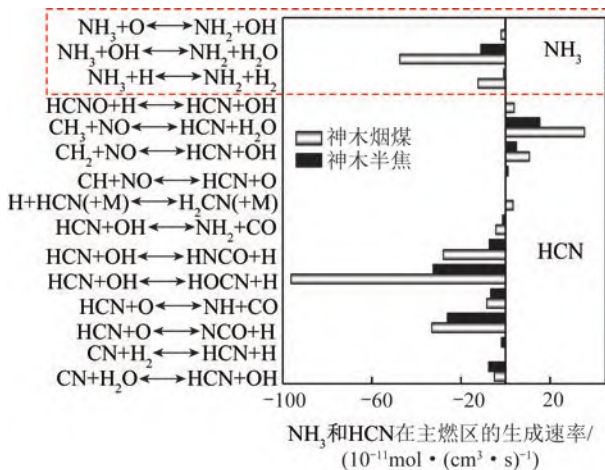 NH₃+O⟷NH₂+OH
NH₃+OH⟷NH₂+H₂O
NH₃+H⟷NH₂+H₂
HCNO+H⟷HCN+OH
CH₃+NO⟷HCN+H₂O
CH₂+NO⟷HCN+OH
CH+NO⟷HCN+O
H+HCN(+M)⟷H₂CN(+M)
HCN+OH⟷NH₂+CO
HCN+OH⟷HNCO+H
HCN+OH⟷HOCN+H
HCN+O⟷NH+CO
HCN+O⟷NCO+H
CN+H₂⟷HCN+H
CN+H₂O⟷HCN+OH
NH₃
神木烟煤
神木半焦
HCN
−100 −60 −20 20
NH₃和HCN在主燃区的生成速率/
(10⁻¹¹mol·(cm³·s)⁻¹)